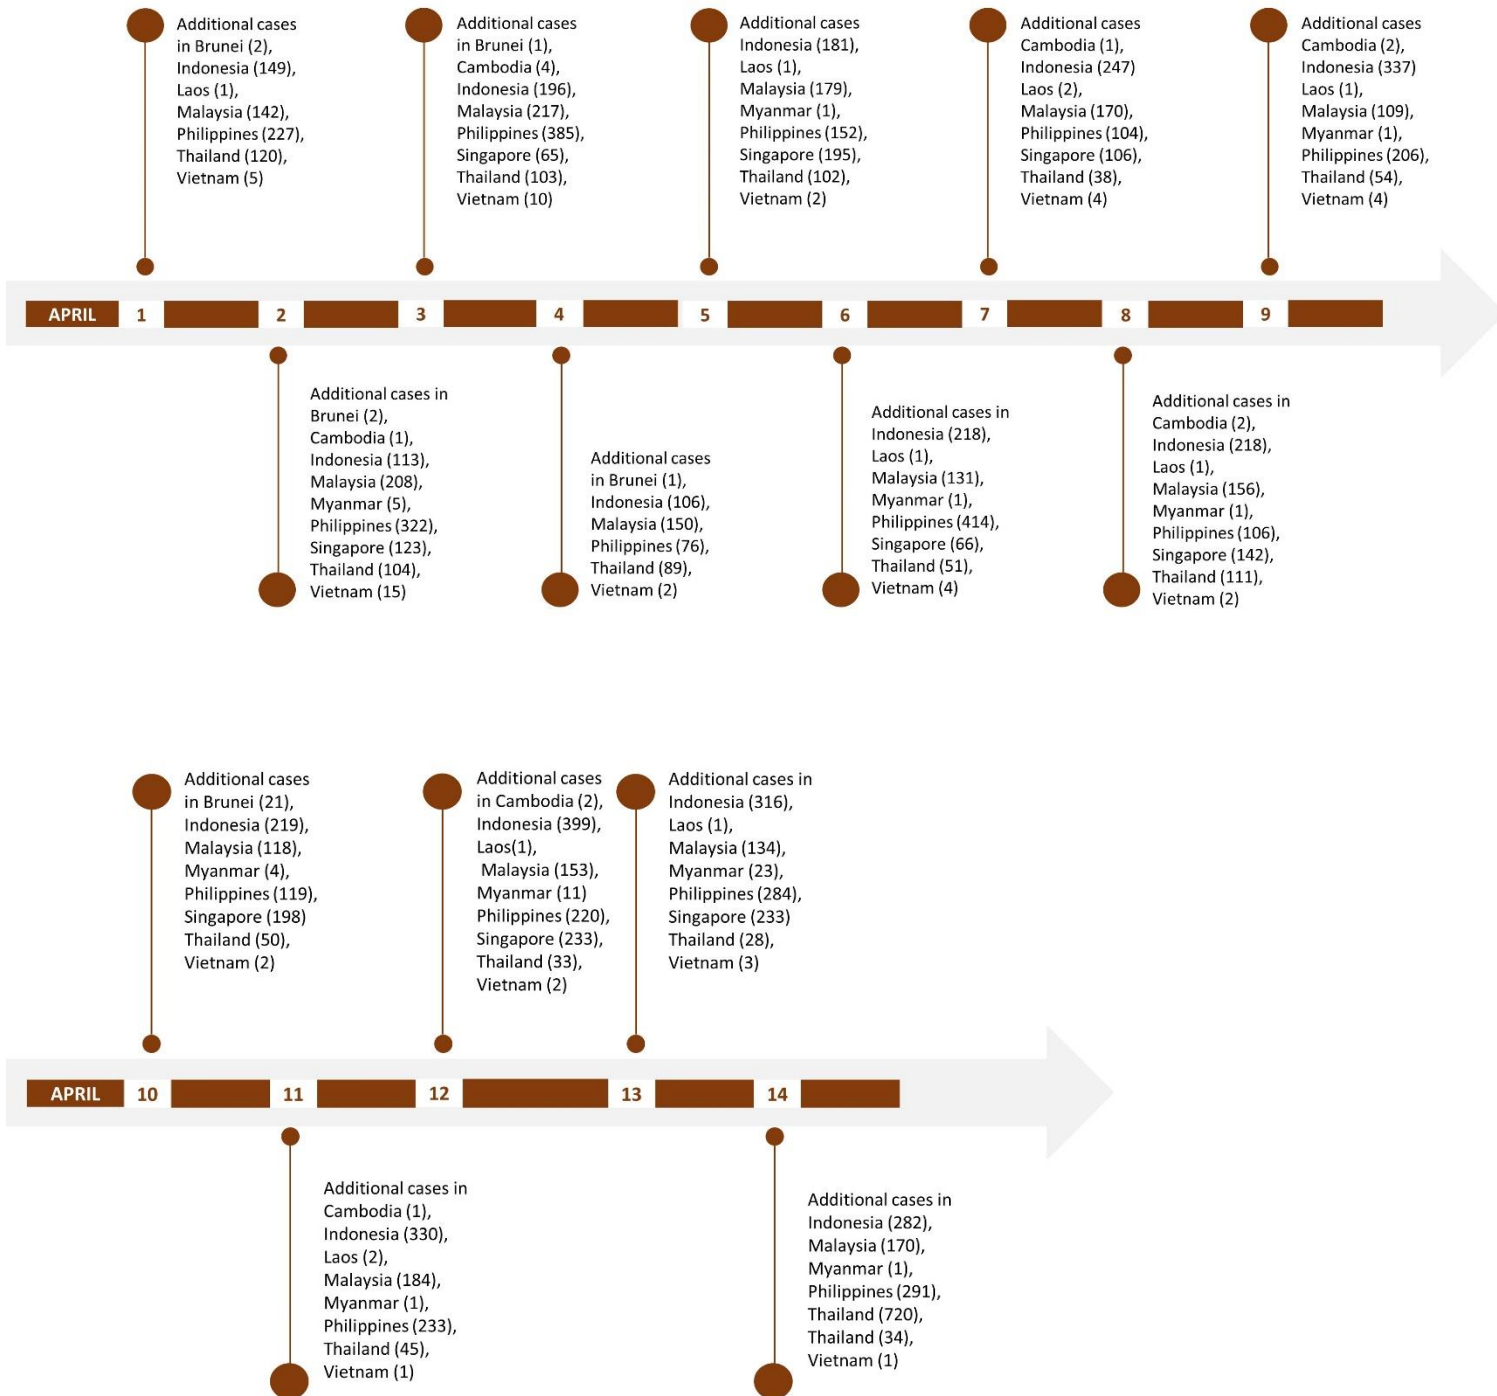 Additional cases
in Brunei (2),
Indonesia (149),
Laos (1),
Malaysia (142),
Philippines (227),
Thailand (120),
Vietnam (5)
Additional cases
in Brunei (1),
Cambodia (4),
Indonesia (196),
Malaysia (217),
Philippines (385),
Singapore (65),
Thailand (103),
Vietnam (10)
Additional cases
Indonesia (181),
Laos (1),
Malaysia (179),
Myanmar (1),
Philippines (152),
Singapore (195),
Thailand (102),
Vietnam (2)
Additional cases
Cambodia (1),
Indonesia (247)
Laos (2),
Malaysia (170),
Philippines (104),
Singapore (106),
Thailand (38),
Vietnam (4)
Additional cases
Cambodia (2),
Indonesia (337)
Laos (1),
Malaysia (109),
Myanmar (1),
Philippines (206),
Thailand (54),
Vietnam (4)
APRIL 1 2 3 4 5 6 7 8 9
Additional cases in
Brunei (2),
Cambodia (1),
Indonesia (113),
Malaysia (208),
Myanmar (5),
Philippines (322),
Singapore (123),
Thailand (104),
Vietnam (15)
Additional cases
in Brunei (1),
Indonesia (106),
Malaysia (150),
Philippines (76),
Thailand (89),
Vietnam (2)
Additional cases in
Indonesia (218),
Laos (1),
Malaysia (131),
Myanmar (1),
Philippines (414),
Singapore (66),
Thailand (51),
Vietnam (4)
Additional cases in
Cambodia (2),
Indonesia (218),
Laos (1),
Malaysia (156),
Myanmar (1),
Philippines (106),
Singapore (142),
Thailand (111),
Vietnam (2)
Additional cases
in Brunei (21),
Indonesia (219),
Malaysia (118),
Myanmar (4),
Philippines (119),
Singapore (198)
Thailand (50),
Vietnam (2)
Additional cases
in Cambodia (2),
Indonesia (399),
Laos(1),
Malaysia (153),
Myanmar (11)
Philippines (220),
Singapore (233),
Thailand (33),
Vietnam (2)
Additional cases in
Indonesia (316),
Laos (1),
Malaysia (134),
Myanmar (23),
Philippines (284),
Singapore (233)
Thailand (28),
Vietnam (3)
APRIL 10 11 12 13 14
Additional cases in
Cambodia (1),
Indonesia (330),
Laos (2),
Malaysia (184),
Myanmar (1),
Philippines (233),
Thailand (45),
Vietnam (1)
Additional cases in
Indonesia (282),
Malaysia (170),
Myanmar (1),
Philippines (291),
Thailand (720),
Thailand (34),
Vietnam (1)